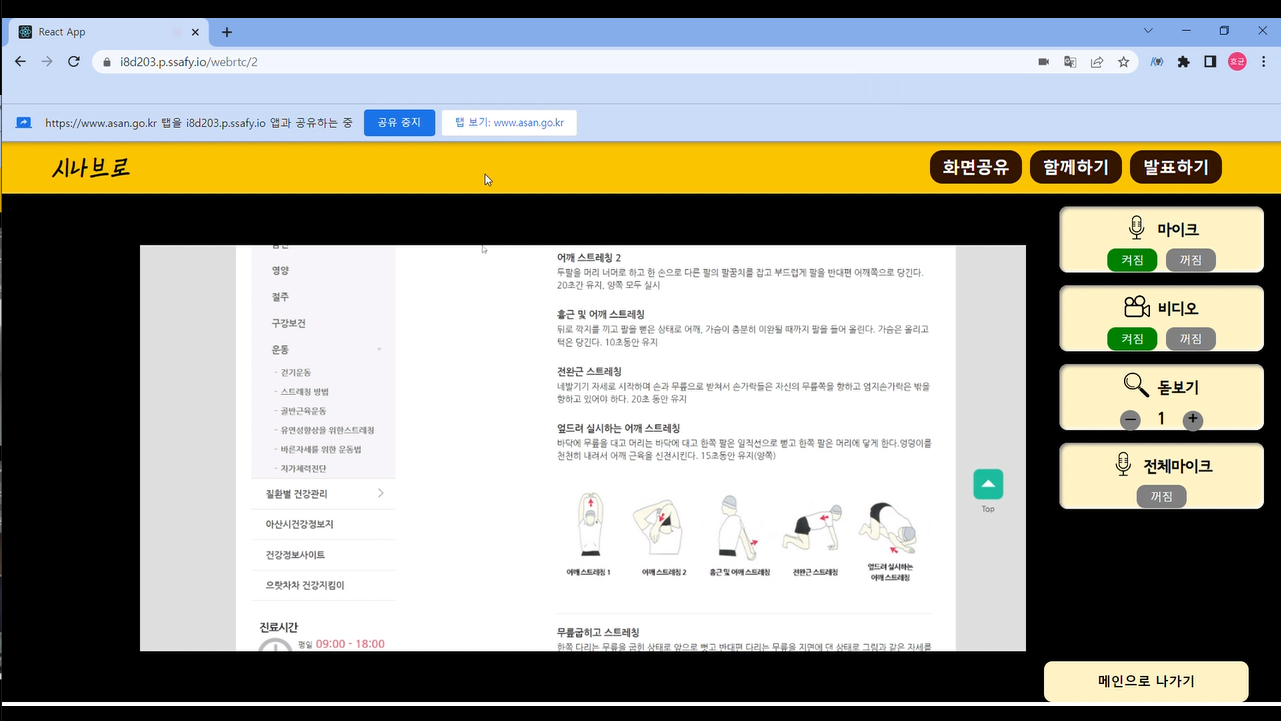 React App
i8d203.p.ssafy.io/webrtc/2
호균
https://www.asan.go.kr 탭을 i8d203.p.ssafy.io 앱과 공유하는 중
공유 중지
탭 보기: www.asan.go.kr
시나브로
화면공유
함께하기
발표하기
영양
절주
구강보건
운동
- 걷기운동
- 스트레칭 방법
- 골반근육운동
- 유연성향상을 위한스트레칭
- 바른자세를 위한 운동법
- 자가체력진단
질환별 건강관리
아산시건강정보지
건강정보사이트
으랏차차 건강지킴이
진료시간
평일 09:00 - 18:00
어깨 스트레칭 2
두팔을 머리 너머로 하고 한 손으로 다른 팔의 팔꿈치를 잡고 부드럽게 팔을 반대편 어깨쪽으로 당긴다.
20초간 유지, 양쪽 모두 실시
흉근 및 어깨 스트레칭
뒤로 깍지를 끼고 팔을 뻗은 상태로 어깨, 가슴이 충분히 이완될 때까지 팔을 들어 올린다. 가슴은 올리고
턱은 당긴다. 10초동안 유지
전완근 스트레칭
네발기기 자세로 시작하며 손과 무릎으로 받쳐서 손가락들은 자신의 무릎쪽을 향하고 엄지손가락은 밖을
향하고 있어야 하다. 20초 동안 유지
엎드려 실시하는 어깨 스트레칭
바닥에 무릎을 대고 머리는 바닥에 대고 한쪽 팔은 일직선으로 뻗고 한쪽 팔은 머리에 닿게 한다.엉덩이를
천천히 내려서 어깨 근육을 신전시킨다. 15초동안 유지(양쪽)
어깨 스트레칭 1
어깨 스트레칭 2
흉근 및 어깨 스트레칭
전완근 스트레칭
엎드려 실시하는
어깨 스트레칭
무릎굽히고 스트레칭
한쪽 다리는 무릎을 굽힌 상태로 앞으로 뻗고 반대편 다리는 무릎을 지면에 댄 상태로 그림과 같은 자세를
Top
마이크
켜짐
꺼짐
비디오
켜짐
꺼짐
돋보기
1
전체마이크
꺼짐
메인으로 나가기